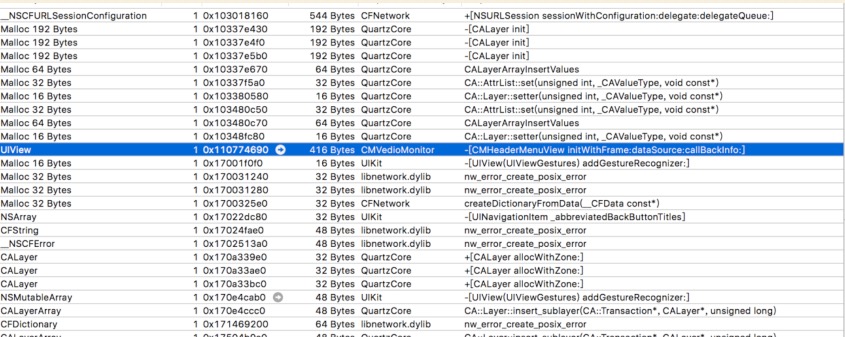 __NSCFURLSessionConfiguration 1 0x103018160 544 Bytes CFNetwork +[NSURLSession sessionWithConfiguration:delegate:delegateQueue:]
Malloc 192 Bytes 1 0x10337e430 192 Bytes QuartzCore -[CALayer init]
Malloc 192 Bytes 1 0x10337e4f0 192 Bytes QuartzCore -[CALayer init]
Malloc 192 Bytes 1 0x10337e5b0 192 Bytes QuartzCore -[CALayer init]
Malloc 64 Bytes 1 0x10337e670 64 Bytes QuartzCore CALayerArrayInsertValues
Malloc 32 Bytes 1 0x10337f5a0 32 Bytes QuartzCore CA::AttrList::set(unsigned int, _CAValueType, void const*)
Malloc 16 Bytes 1 0x103380580 16 Bytes QuartzCore CA::Layer::setter(unsigned int, _CAValueType, void const*)
Malloc 32 Bytes 1 0x103480c50 32 Bytes QuartzCore CA::AttrList::set(unsigned int, _CAValueType, void const*)
Malloc 64 Bytes 1 0x103480c70 64 Bytes QuartzCore CALayerArrayInsertValues
Malloc 16 Bytes 1 0x10348fc80 16 Bytes QuartzCore CA::Layer::setter(unsigned int, _CAValueType, void const*)
UIView 1 0x110774690 416 Bytes CMVedioMonitor -[CMHeaderMenuView initWithFrame:dataSource:callBackInfo:]
Malloc 16 Bytes 1 0x17001f0f0 16 Bytes UIKit -[UIView(UIViewGestures) addGestureRecognizer:]
Malloc 32 Bytes 1 0x170031240 32 Bytes libnetwork.dylib nw_error_create_posix_error
Malloc 32 Bytes 1 0x170031280 32 Bytes libnetwork.dylib nw_error_create_posix_error
Malloc 32 Bytes 1 0x1700325e0 32 Bytes CFNetwork createDictionaryFromData(__CFData const*)
NSArray 1 0x17022dc80 32 Bytes UIKit -[UINavigationItem _abbreviatedBackButtonTitles]
CFString 1 0x17024fae0 48 Bytes libnetwork.dylib nw_error_create_posix_error
__NSCFError 1 0x1702513a0 48 Bytes libnetwork.dylib nw_error_create_posix_error
CALayer 1 0x170a339e0 32 Bytes QuartzCore +[CALayer allocWithZone:]
CALayer 1 0x170a33ae0 32 Bytes QuartzCore +[CALayer allocWithZone:]
CALayer 1 0x170a33bc0 32 Bytes QuartzCore +[CALayer allocWithZone:]
NSMutableArray 1 0x170e4cab0 48 Bytes UIKit -[UIView(UIViewGestures) addGestureRecognizer:]
CALayerArray 1 0x170e4ccc0 48 Bytes QuartzCore CA::Layer::insert_sublayer(CA::Transaction*, CALayer*, unsigned long)
CFDictionary 1 0x171469200 64 Bytes libnetwork.dylib nw_error_create_posix_error